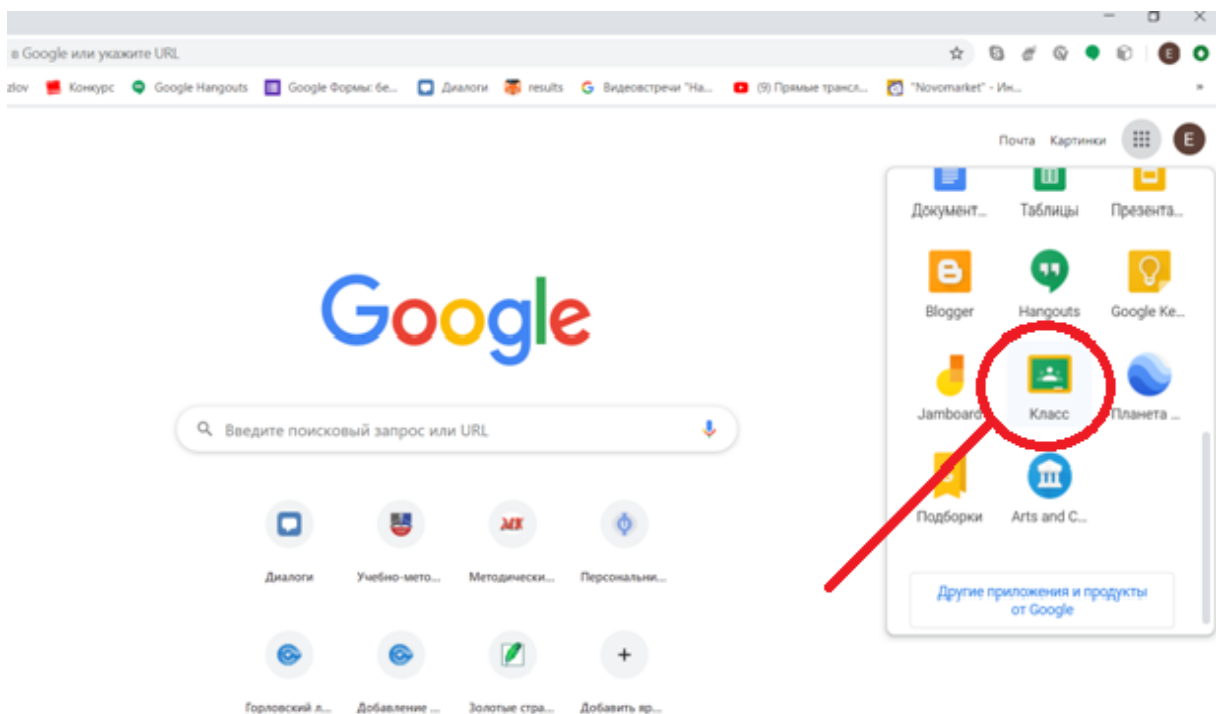 в Google или укажите URL
E
zlov Конкурс Google Hangouts Google Формы: бе... Диалоги results Видеовстречи "На... (9) Прямые трансл... "Novomarket" - Ин... »
Почта Картинки E
Документ... Таблицы Презента...
Blogger Hangouts Google Ke...
Jamboard Класс Планета ...
Подборки Arts and C...
Другие приложения и продукты
от Google
Google
Введите поисковый запрос или URL
МК
Диалоги Учебно-мето... Методически... Персональни...
Горловский л... Добавление ... Золотые стра... Добавить яр...